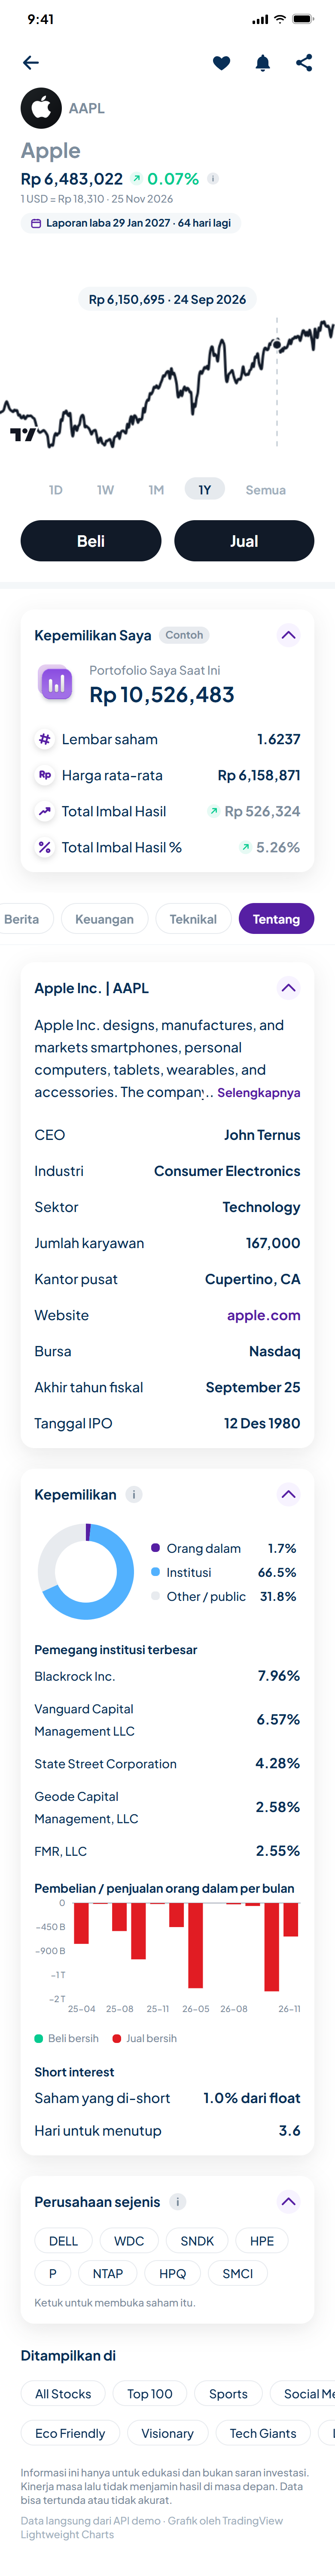 9:41
AAPL
Apple
Rp 6,483,022 0.07% i
1 USD = Rp 18,310 · 25 Nov 2026
Laporan laba 29 Jan 2027 · 64 hari lagi
Rp 6,150,695 · 24 Sep 2026
1D 1W 1M 1Y Semua
Beli Jual
Kepemilikan Saya Contoh
Portofolio Saya Saat Ini
Rp 10,526,483
Lembar saham 1.6237
Rp Harga rata-rata Rp 6,158,871
Total Imbal Hasil Rp 526,324
Total Imbal Hasil % 5.26%
Berita Keuangan Teknikal Tentang
Apple Inc. | AAPL
Apple Inc. designs, manufactures, and
markets smartphones, personal
computers, tablets, wearables, and
accessories. The company.. Selengkapnya
CEO John Ternus
Industri Consumer Electronics
Sektor Technology
Jumlah karyawan 167,000
Kantor pusat Cupertino, CA
Website apple.com
Bursa Nasdaq
Akhir tahun fiskal September 25
Tanggal IPO 12 Des 1980
Kepemilikan i
Orang dalam 1.7%
Institusi 66.5%
Other / public 31.8%
Pemegang institusi terbesar
Blackrock Inc. 7.96%
Vanguard Capital
Management LLC 6.57%
State Street Corporation 4.28%
Geode Capital
Management, LLC 2.58%
FMR, LLC 2.55%
Pembelian / penjualan orang dalam per bulan
0
−450 B
−900 B
−1 T
−2 T
25-04 25-08 25-11 26-05 26-08 26-11
Beli bersih Jual bersih
Short interest
Saham yang di-short 1.0% dari float
Hari untuk menutup 3.6
Perusahaan sejenis i
DELL WDC SNDK HPE
P NTAP HPQ SMCI
Ketuk untuk membuka saham itu.
Ditampilkan di
All Stocks Top 100 Sports Social Me
Eco Friendly Visionary Tech Giants
Informasi ini hanya untuk edukasi dan bukan saran investasi.
Kinerja masa lalu tidak menjamin hasil di masa depan. Data
bisa tertunda atau tidak akurat.
Data langsung dari API demo · Grafik oleh TradingView
Lightweight Charts